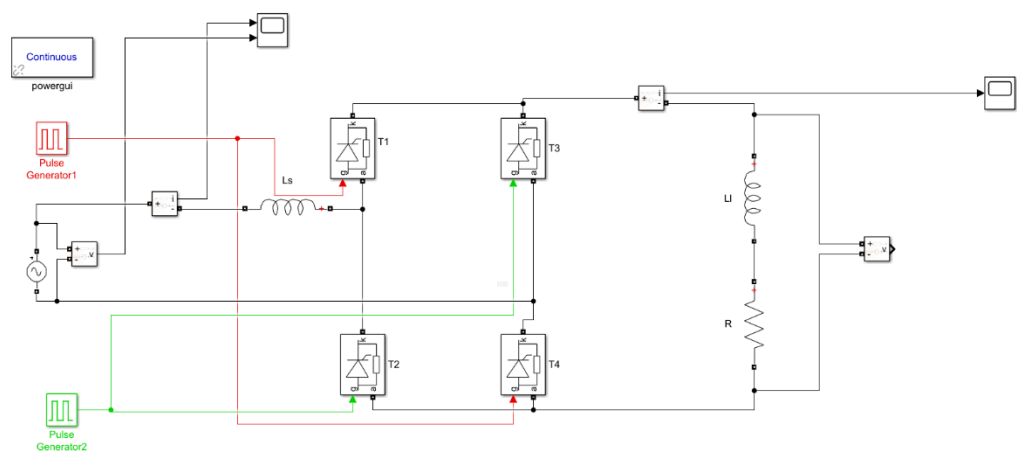 Continuous
powergui
Pulse
Generator1
Ls
T1
T3
Ll
R
T2
T4
Pulse
Generator2
k
g
a
k
g
a
k
g
a
k
g
a
+
-
i
+
-
v
+
-
i
+
-
v